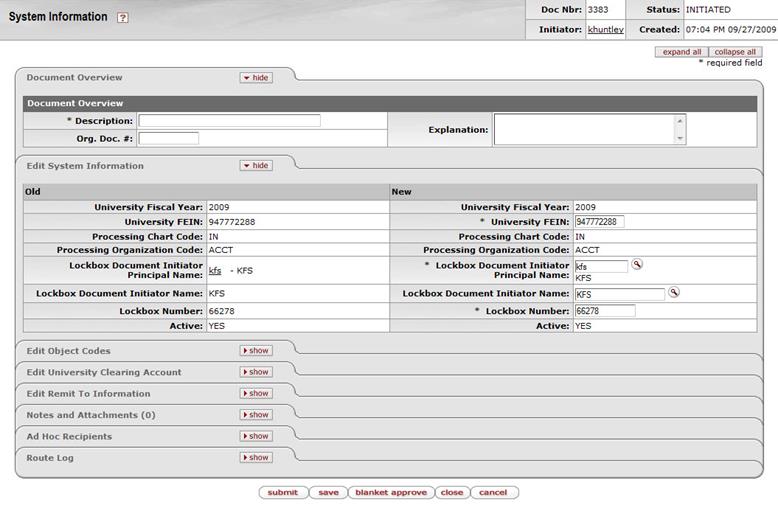 System Information ?
Doc Nbr: 3383 Status: INITIATED
Initiator: khuntley Created: 07:04 PM 09/27/2009
expand all collapse all
* required field
Document Overview hide
Document Overview
* Description: Explanation:
Org. Doc. #:
Edit System Information hide
Old New
University Fiscal Year: 2009 University Fiscal Year: 2009
University FEIN: 947772288 * University FEIN: 947772288
Processing Chart Code: IN Processing Chart Code: IN
Processing Organization Code: ACCT Processing Organization Code: ACCT
Lockbox Document Initiator Principal Name: kfs - KFS * Lockbox Document Initiator Principal Name: kfs KFS
Lockbox Document Initiator Name: KFS Lockbox Document Initiator Name: KFS
Lockbox Number: 66278 * Lockbox Number: 66278
Active: YES Active: YES
Edit Object Codes show
Edit University Clearing Account show
Edit Remit To Information show
Notes and Attachments (0) show
Ad Hoc Recipients show
Route Log show
submit save blanket approve close cancel